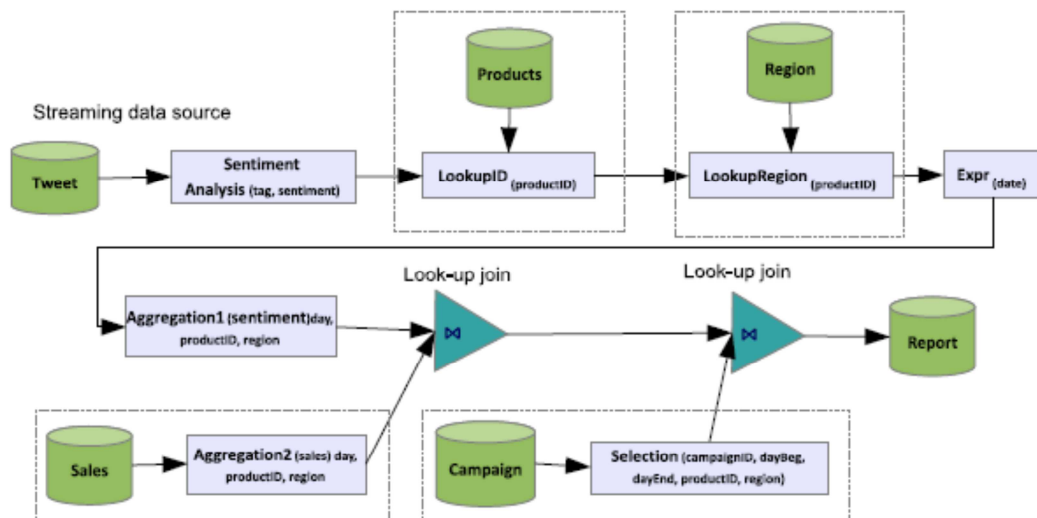 Products
Region
Streaming data source
Tweet
Sentiment
Analysis (tag, sentiment)
LookupID (productID)
LookupRegion (productID)
Expr (date)
Look-up join
Look-up join
Aggregation1 (sentiment)day,
productID, region
⋈
⋈
Report
Sales
Aggregation2 (sales) day,
productID, region
Campaign
Selection (campaignID, dayBeg,
dayEnd, productID, region)